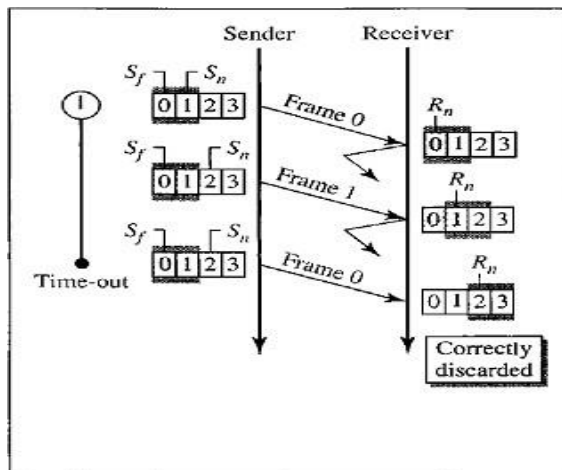 Sender Receiver
S_f S_n
0 1 2 3
Frame 0
R_n
0 1 2 3
S_f S_n
0 1 2 3
Frame 1
R_n
0 1 2 3
S_f S_n
0 1 2 3
Time-out
Frame 0
R_n
0 1 2 3
Correctly
discarded